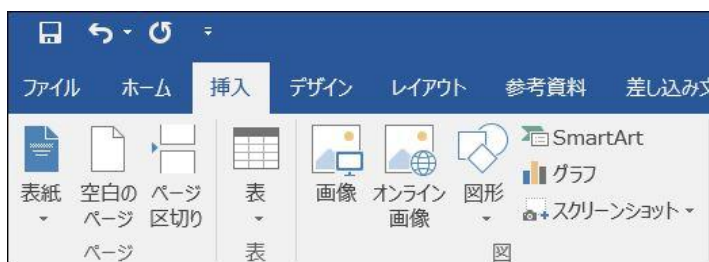 ファイル ホーム 挿入 デザイン レイアウト 参考資料 差し込み文
表紙 空白の ページ ページ 区切り 表 画像 オンライン 画像 図形 SmartArt
グラフ
スクリーンショット
ページ 表 図